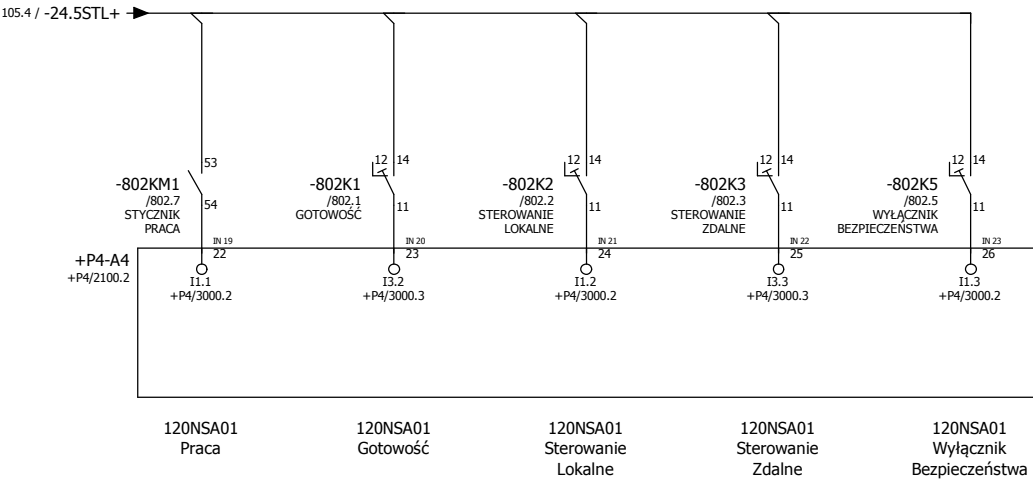 105.4 / -24.5STL+
53
12 14
12 14
12 14
12 14
-802KM1
/802.7
STYCZNIK
PRACA
54
-802K1
/802.1
GOTOWOŚĆ
11
-802K2
/802.2
STEROWANIE
LOKALNE
11
-802K3
/802.3
STEROWANIE
ZDALNE
11
-802K5
/802.5
WYŁĄCZNIK
BEZPIECZEŃSTWA
11
+P4-A4
+P4/2100.2
IN 19
22
I1.1
+P4/3000.2
IN 20
23
I3.2
+P4/3000.3
IN 21
24
I1.2
+P4/3000.2
IN 22
25
I3.3
+P4/3000.3
IN 23
26
I1.3
+P4/3000.2
120NSA01
Praca
120NSA01
Gotowość
120NSA01
Sterowanie
Lokalne
120NSA01
Sterowanie
Zdalne
120NSA01
Wyłącznik
Bezpieczeństwa